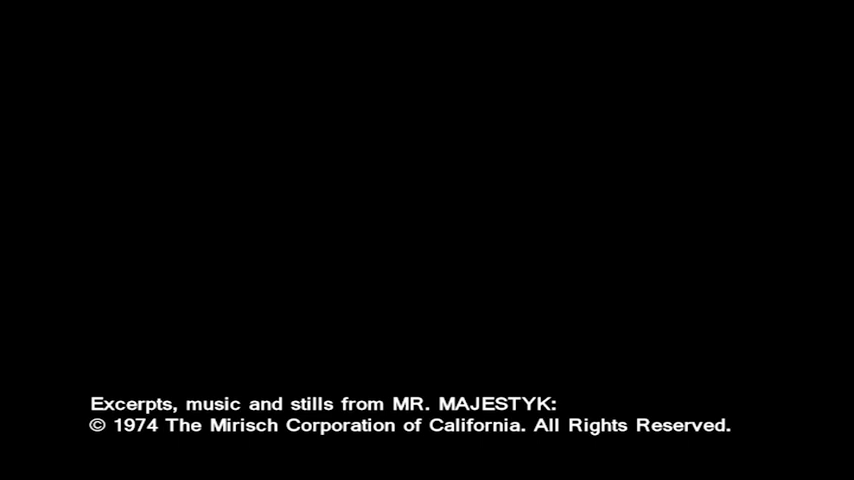 Excerpts, music and stills from MR. MAJESTYK:
© 1974 The Mirisch Corporation of California. All Rights Reserved.